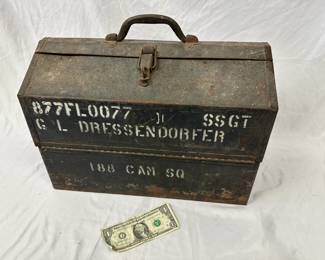 877FL0077 SSGT
G L DRESSENDORFER
188 CAM SQ